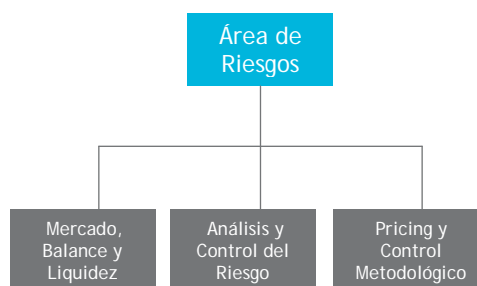 Área de
Riesgos
Mercado,
Balance y
Liquidez
Análisis y
Control del
Riesgo
Pricing y
Control
Metodológico